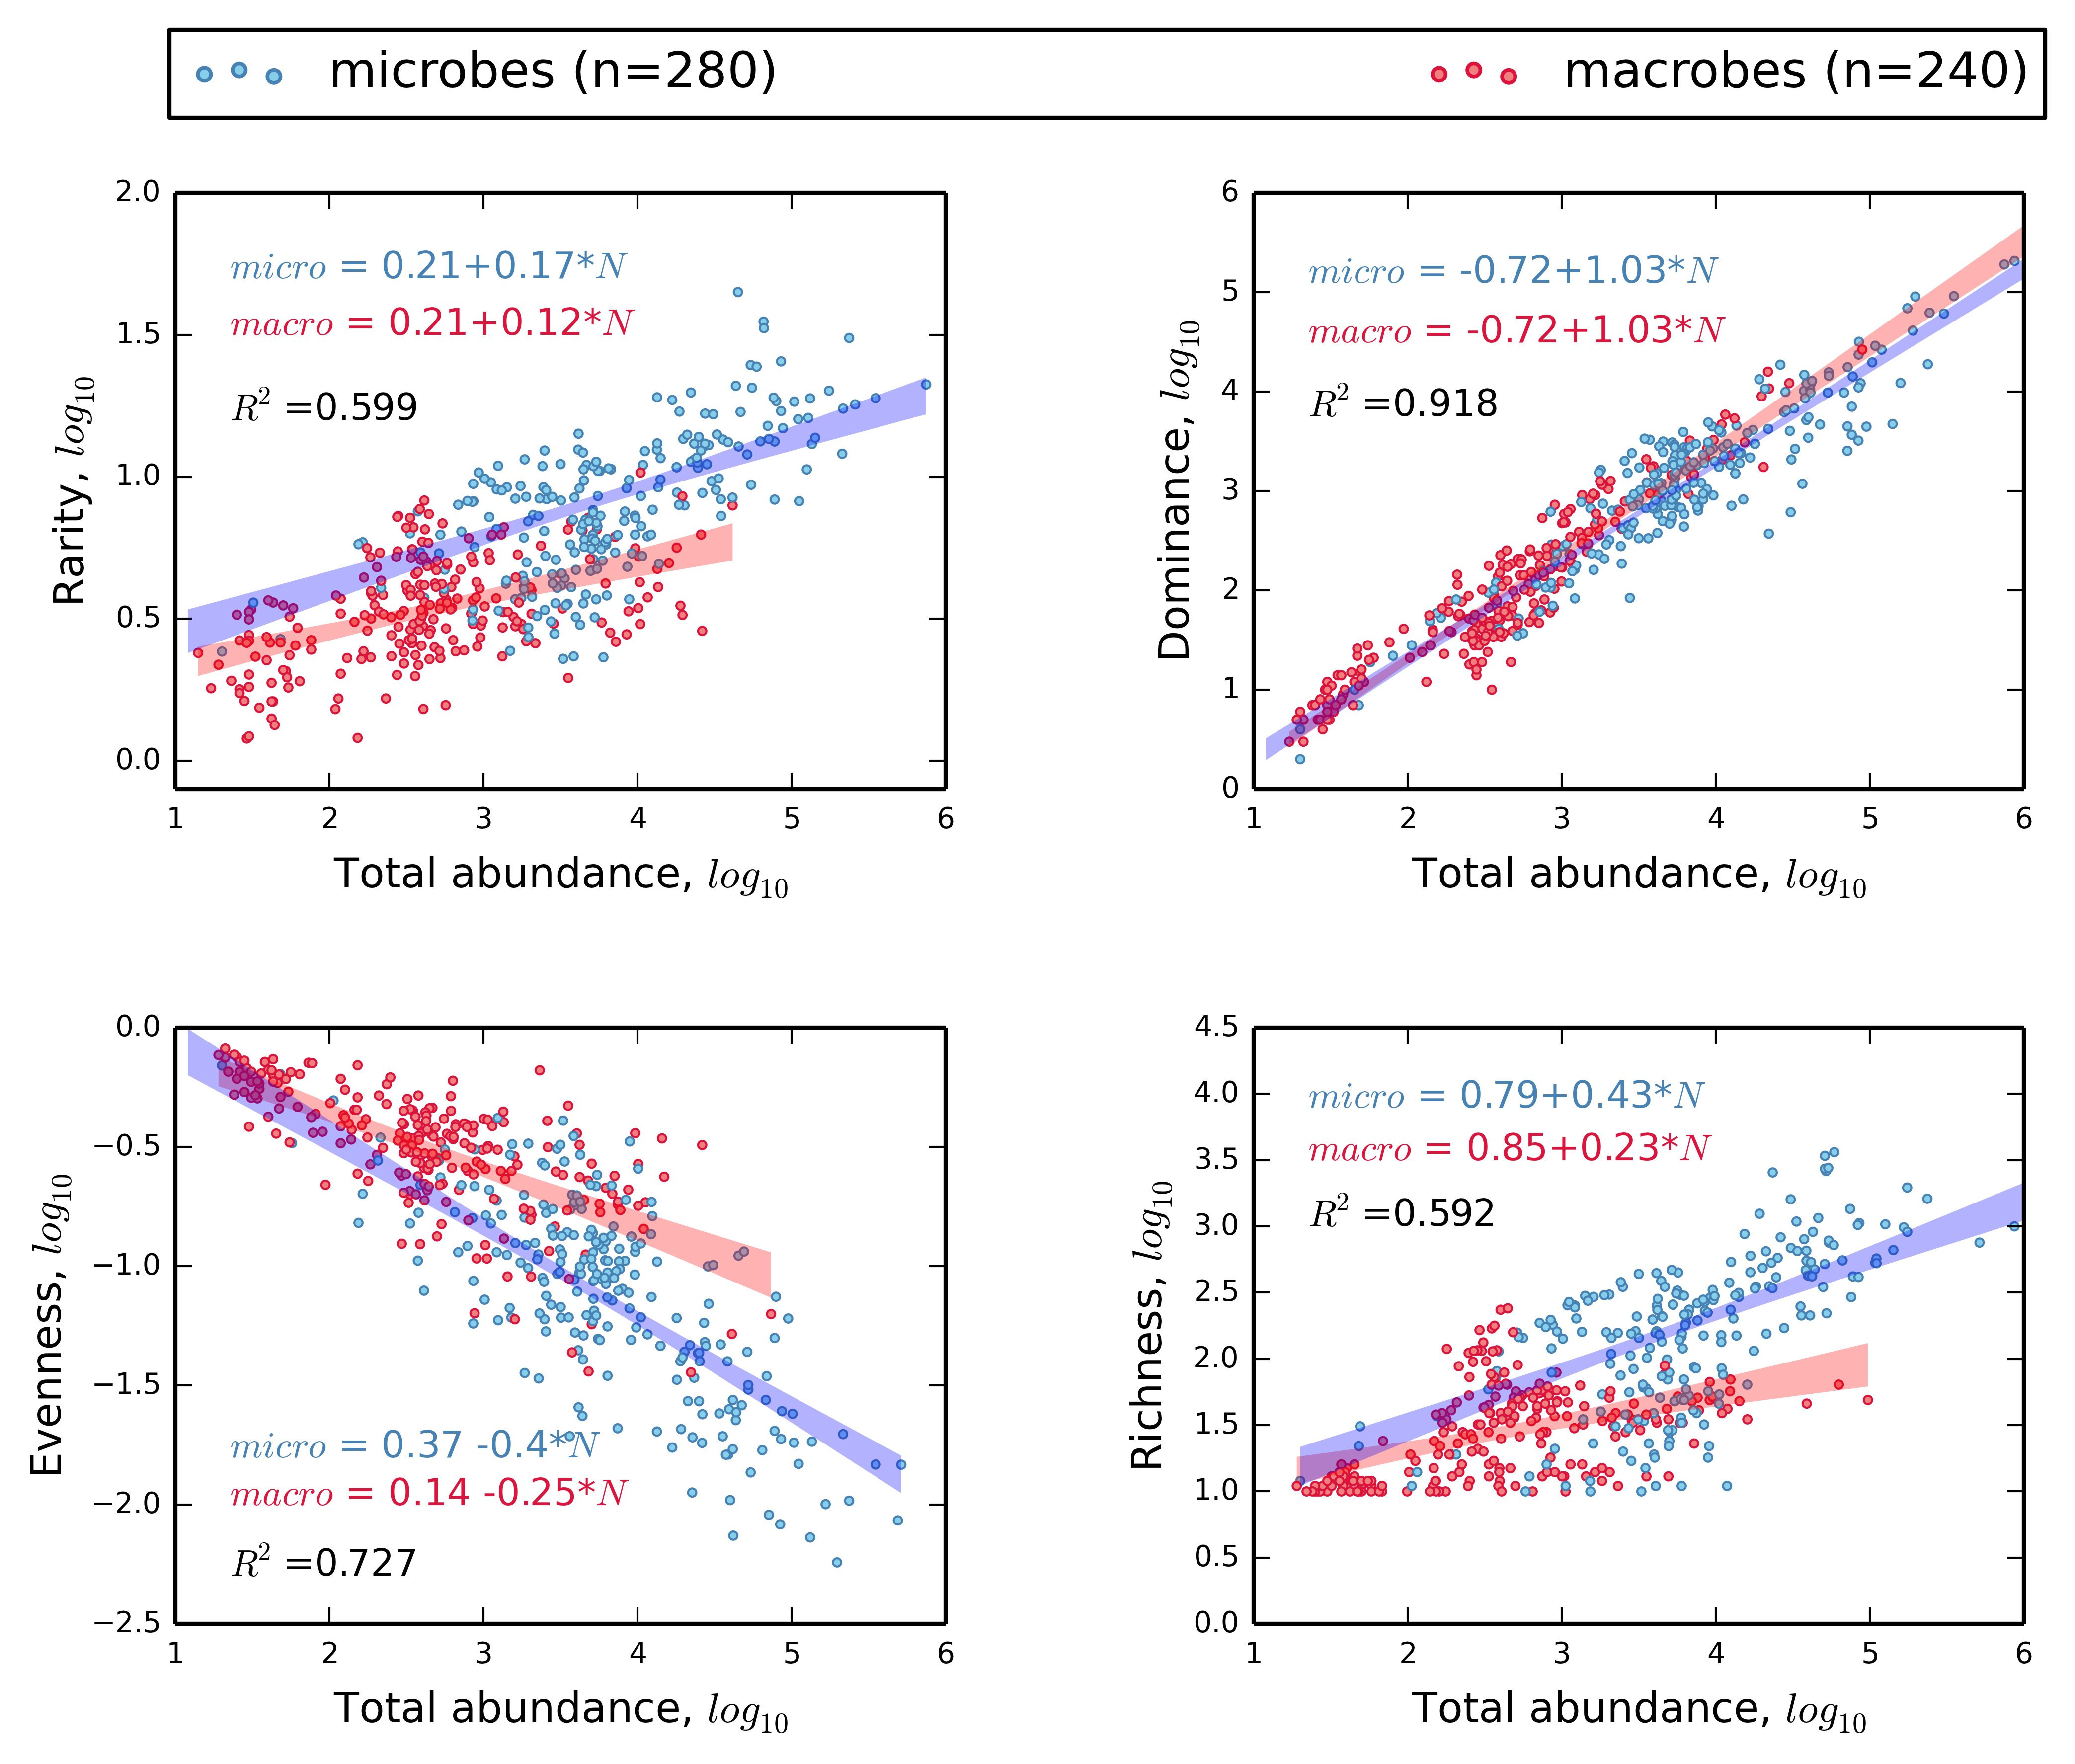 microbes (n=280) macrobes (n=240)
2.0
1.5
1.0
0.5
0.0
Rarity, log10
micro = 0.21+0.17*N
macro = 0.21+0.12*N
R² =0.599
1 2 3 4 5 6
Total abundance, log10
6
5
4
3
2
1
0
Dominance, log10
micro = -0.72+1.03*N
macro = -0.72+1.03*N
R² =0.918
1 2 3 4 5 6
Total abundance, log10
0.0
−0.5
−1.0
−1.5
−2.0
−2.5
Evenness, log10
micro = 0.37 -0.4*N
macro = 0.14 -0.25*N
R² =0.727
1 2 3 4 5 6
Total abundance, log10
4.5
4.0
3.5
3.0
2.5
2.0
1.5
1.0
0.5
0.0
Richness, log10
micro = 0.79+0.43*N
macro = 0.85+0.23*N
R² =0.592
1 2 3 4 5 6
Total abundance, log10